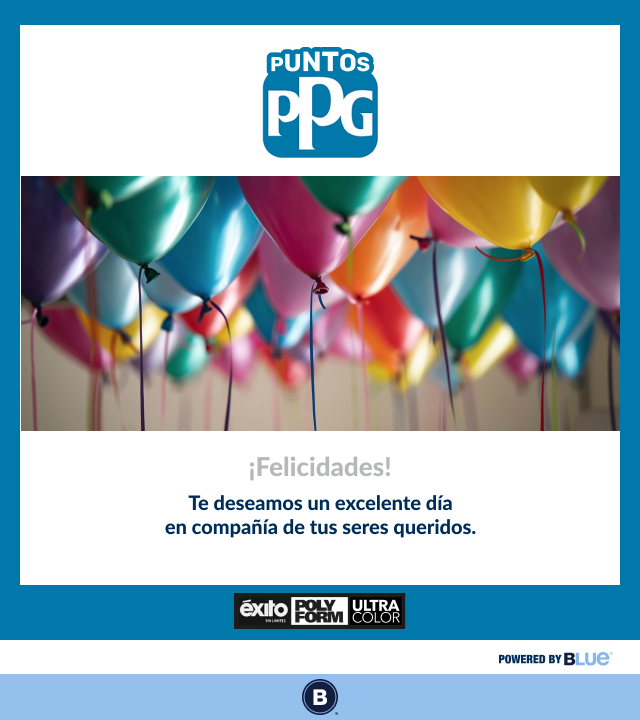 PUNTOS
PPG
¡Felicidades!
Te deseamos un excelente día
en compañía de tus seres queridos.
éxito
SIN LIMITES
POLY
FORM
ULTRA
COLOR
POWERED BY BLUE
B